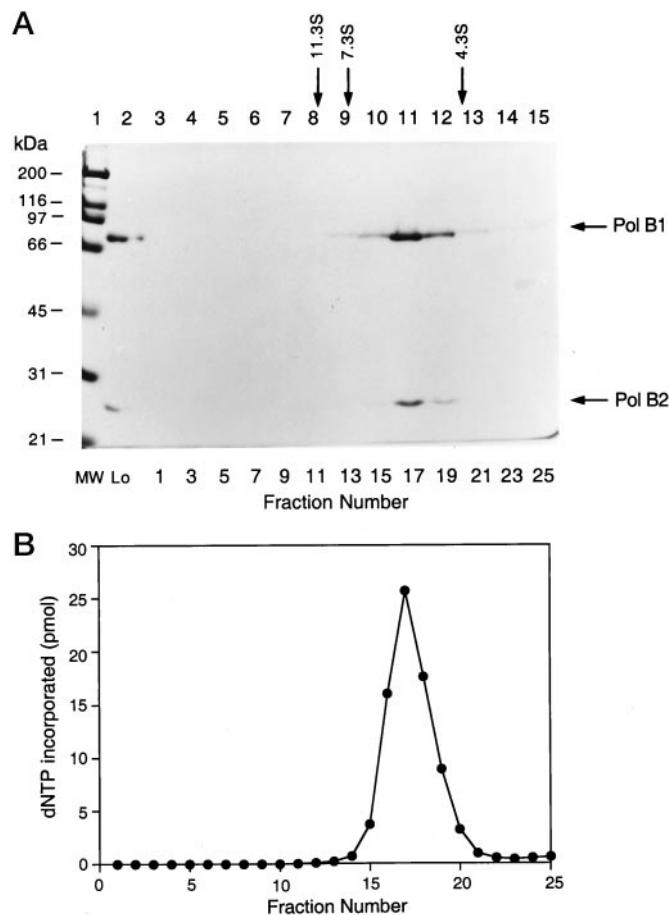 A
11.3S 7.3S 4.3S
1 2 3 4 5 6 7 8 9 10 11 12 13 14 15
kDa
200
116
97
66
45
31
21
Pol B1
Pol B2
MW Lo 1 3 5 7 9 11 13 15 17 19 21 23 25
Fraction Number
B
30
25
20
15
10
5
0
dNTP incorporated (pmol)
0 5 10 15 20 25
Fraction Number